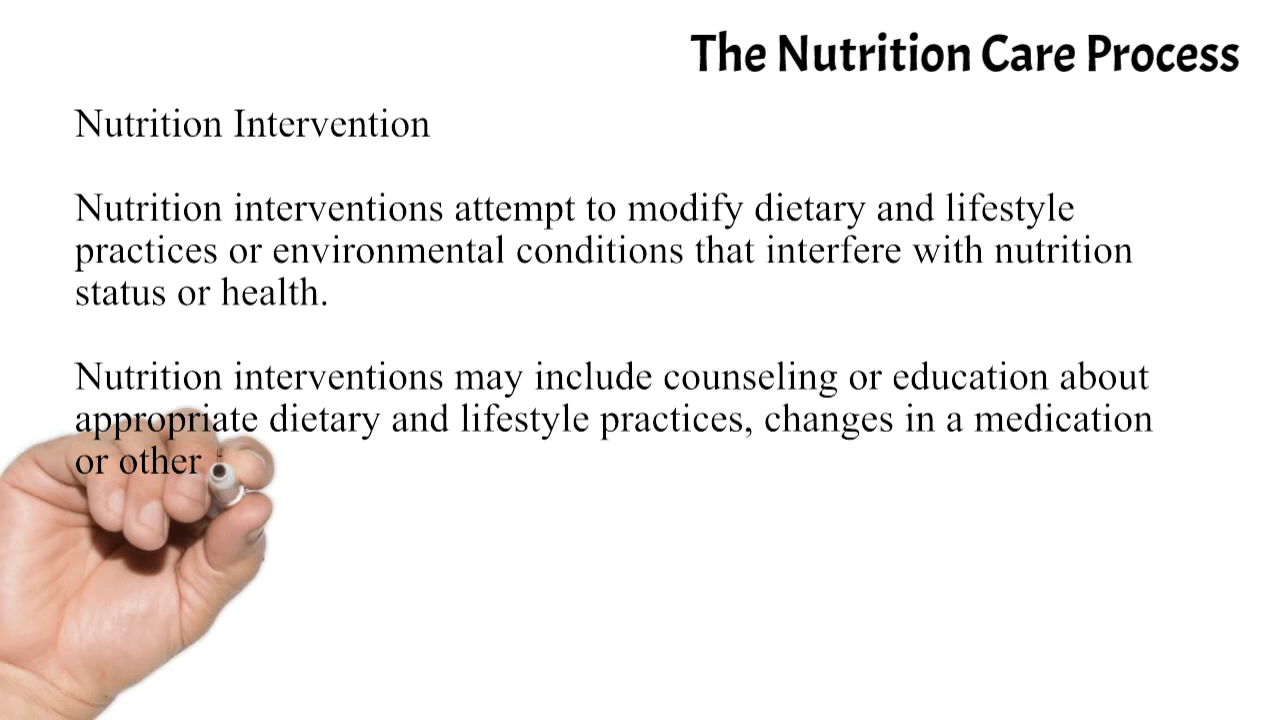 The Nutrition Care Process
Nutrition Intervention
Nutrition interventions attempt to modify dietary and lifestyle
practices or environmental conditions that interfere with nutrition
status or health.
Nutrition interventions may include counseling or education about
appropriate dietary and lifestyle practices, changes in a medication
or other